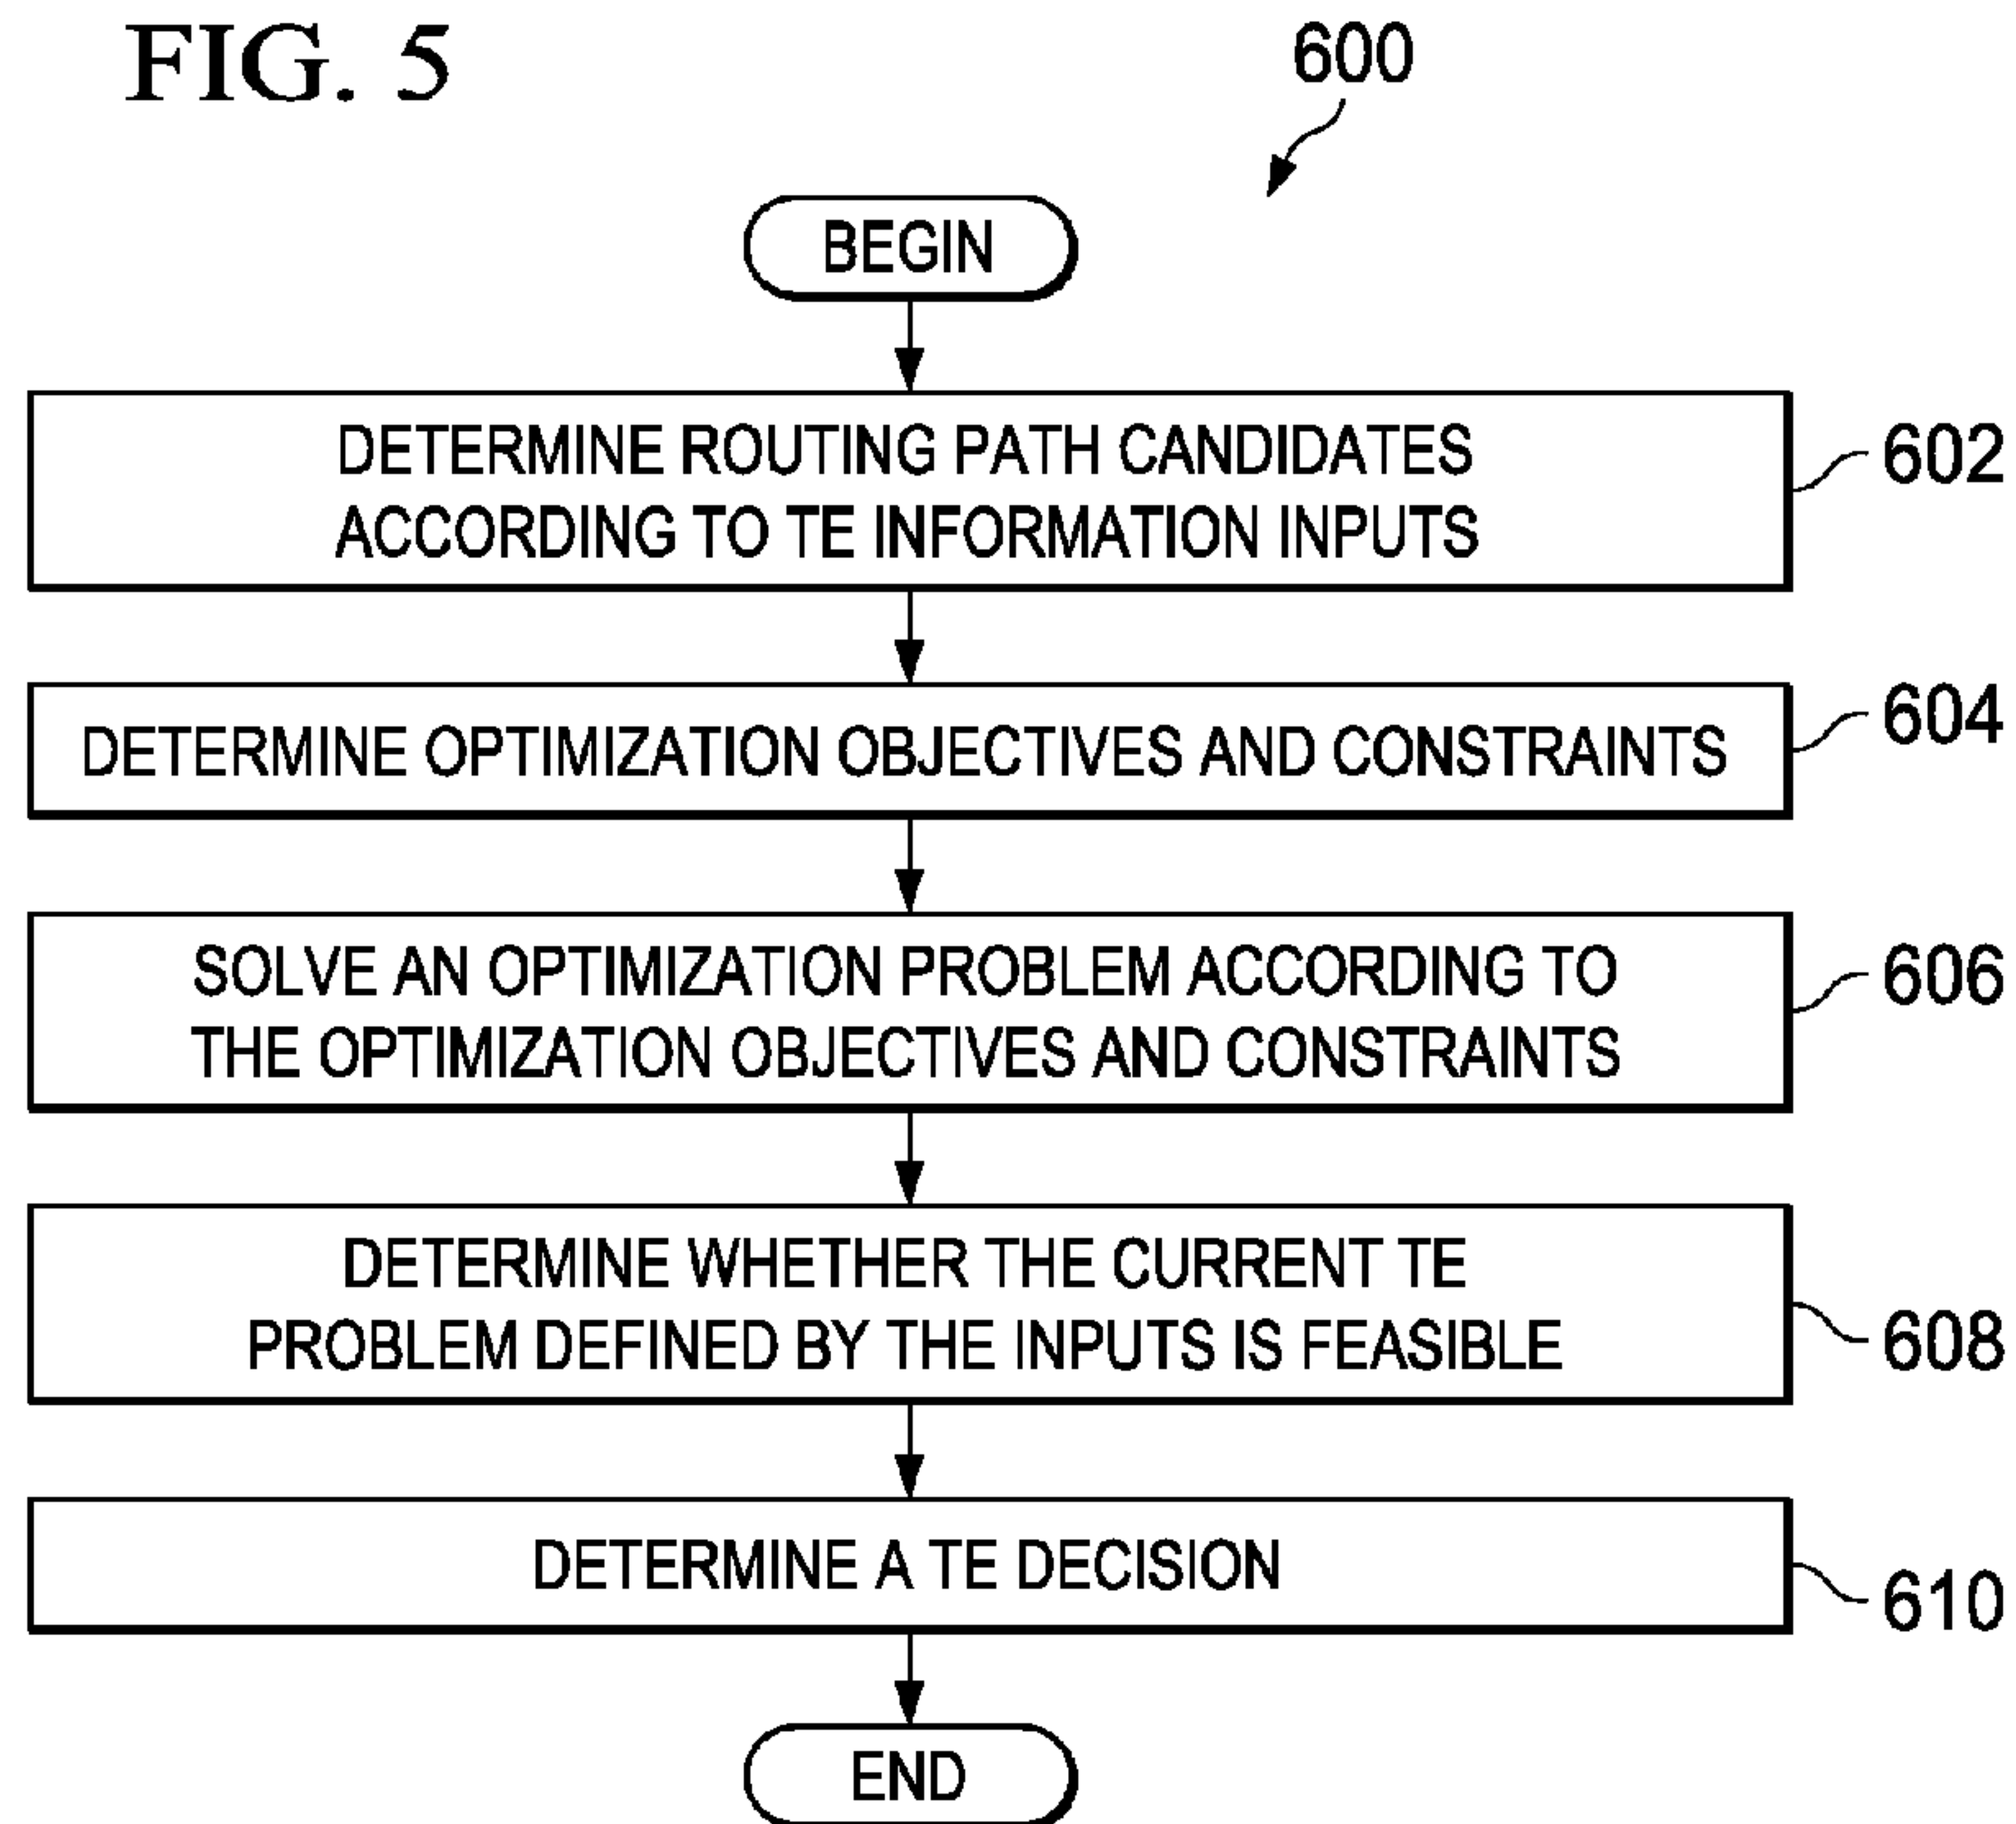 FIG. 5
600
BEGIN
DETERMINE ROUTING PATH CANDIDATES
ACCORDING TO TE INFORMATION INPUTS
602
DETERMINE OPTIMIZATION OBJECTIVES AND CONSTRAINTS
604
SOLVE AN OPTIMIZATION PROBLEM ACCORDING TO
THE OPTIMIZATION OBJECTIVES AND CONSTRAINTS
606
DETERMINE WHETHER THE CURRENT TE
PROBLEM DEFINED BY THE INPUTS IS FEASIBLE
608
DETERMINE A TE DECISION
610
END